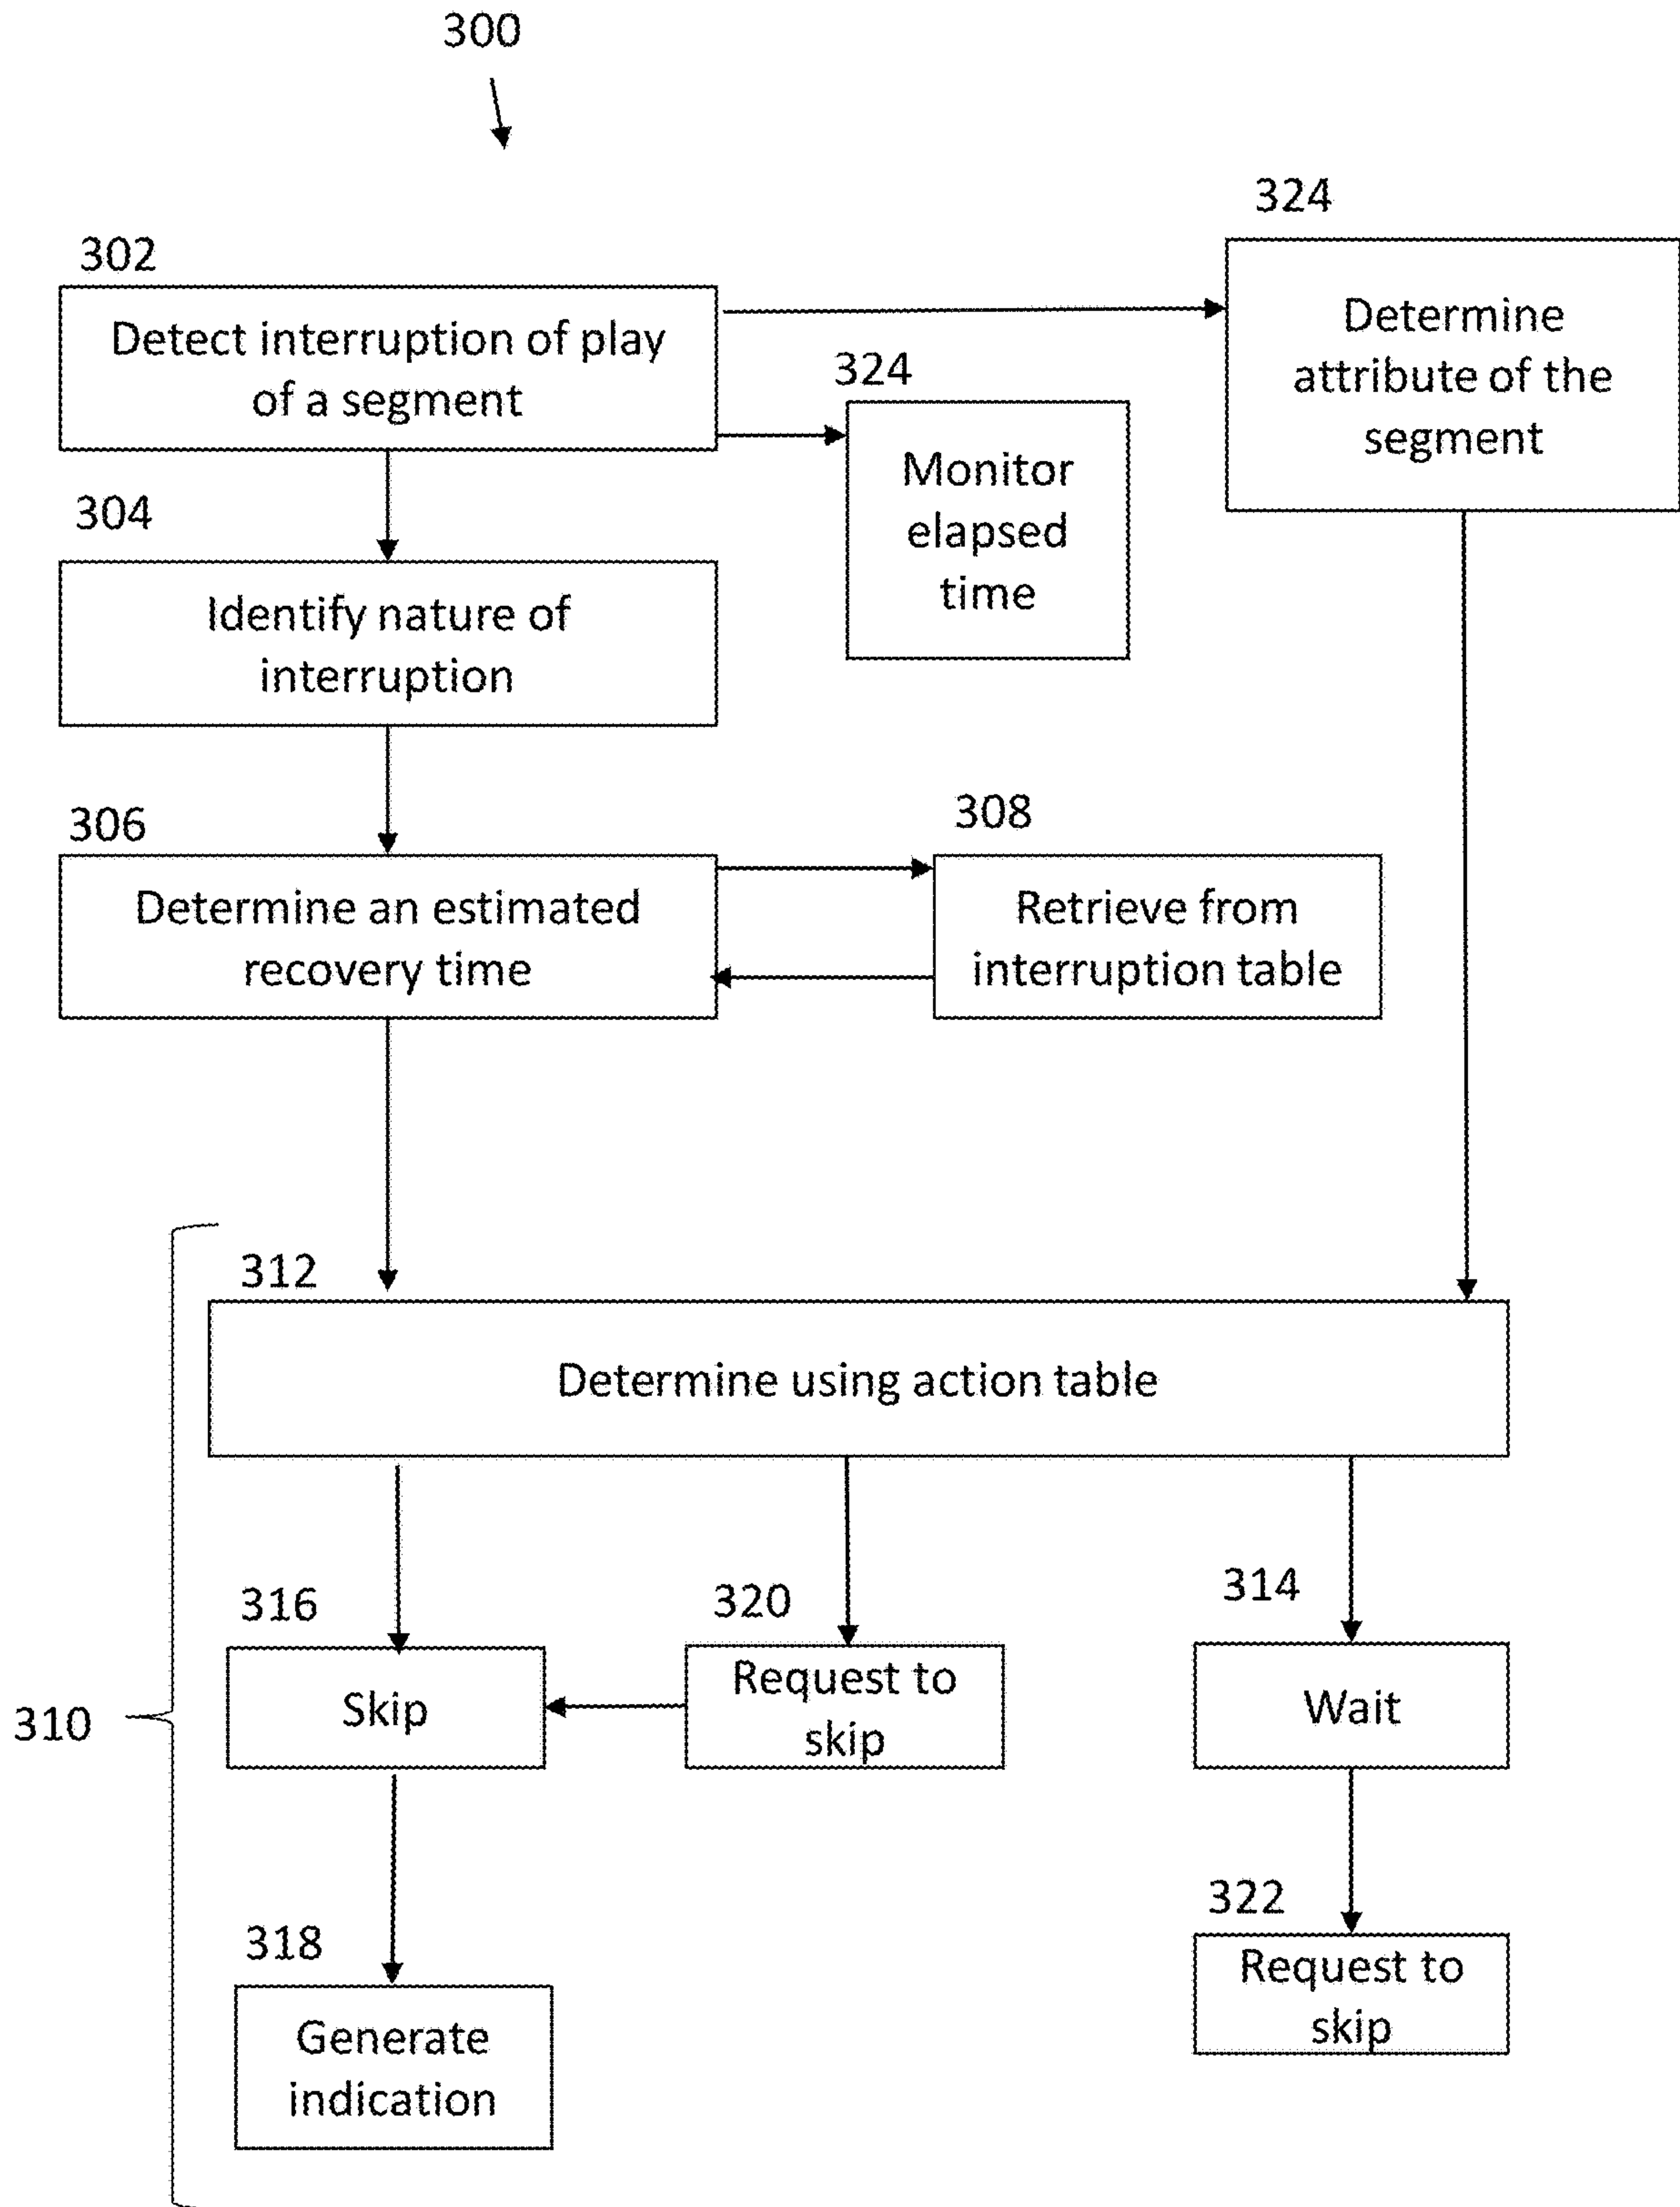 300
324
302
Determine
attribute of the
segment
Detect interruption of play
of a segment
324
Monitor
elapsed
time
304
Identify nature of
interruption
306
308
Determine an estimated
recovery time
Retrieve from
interruption table
312
Determine using action table
316
320
314
Skip
Request to
skip
Wait
310
318
322
Generate
indication
Request to
skip